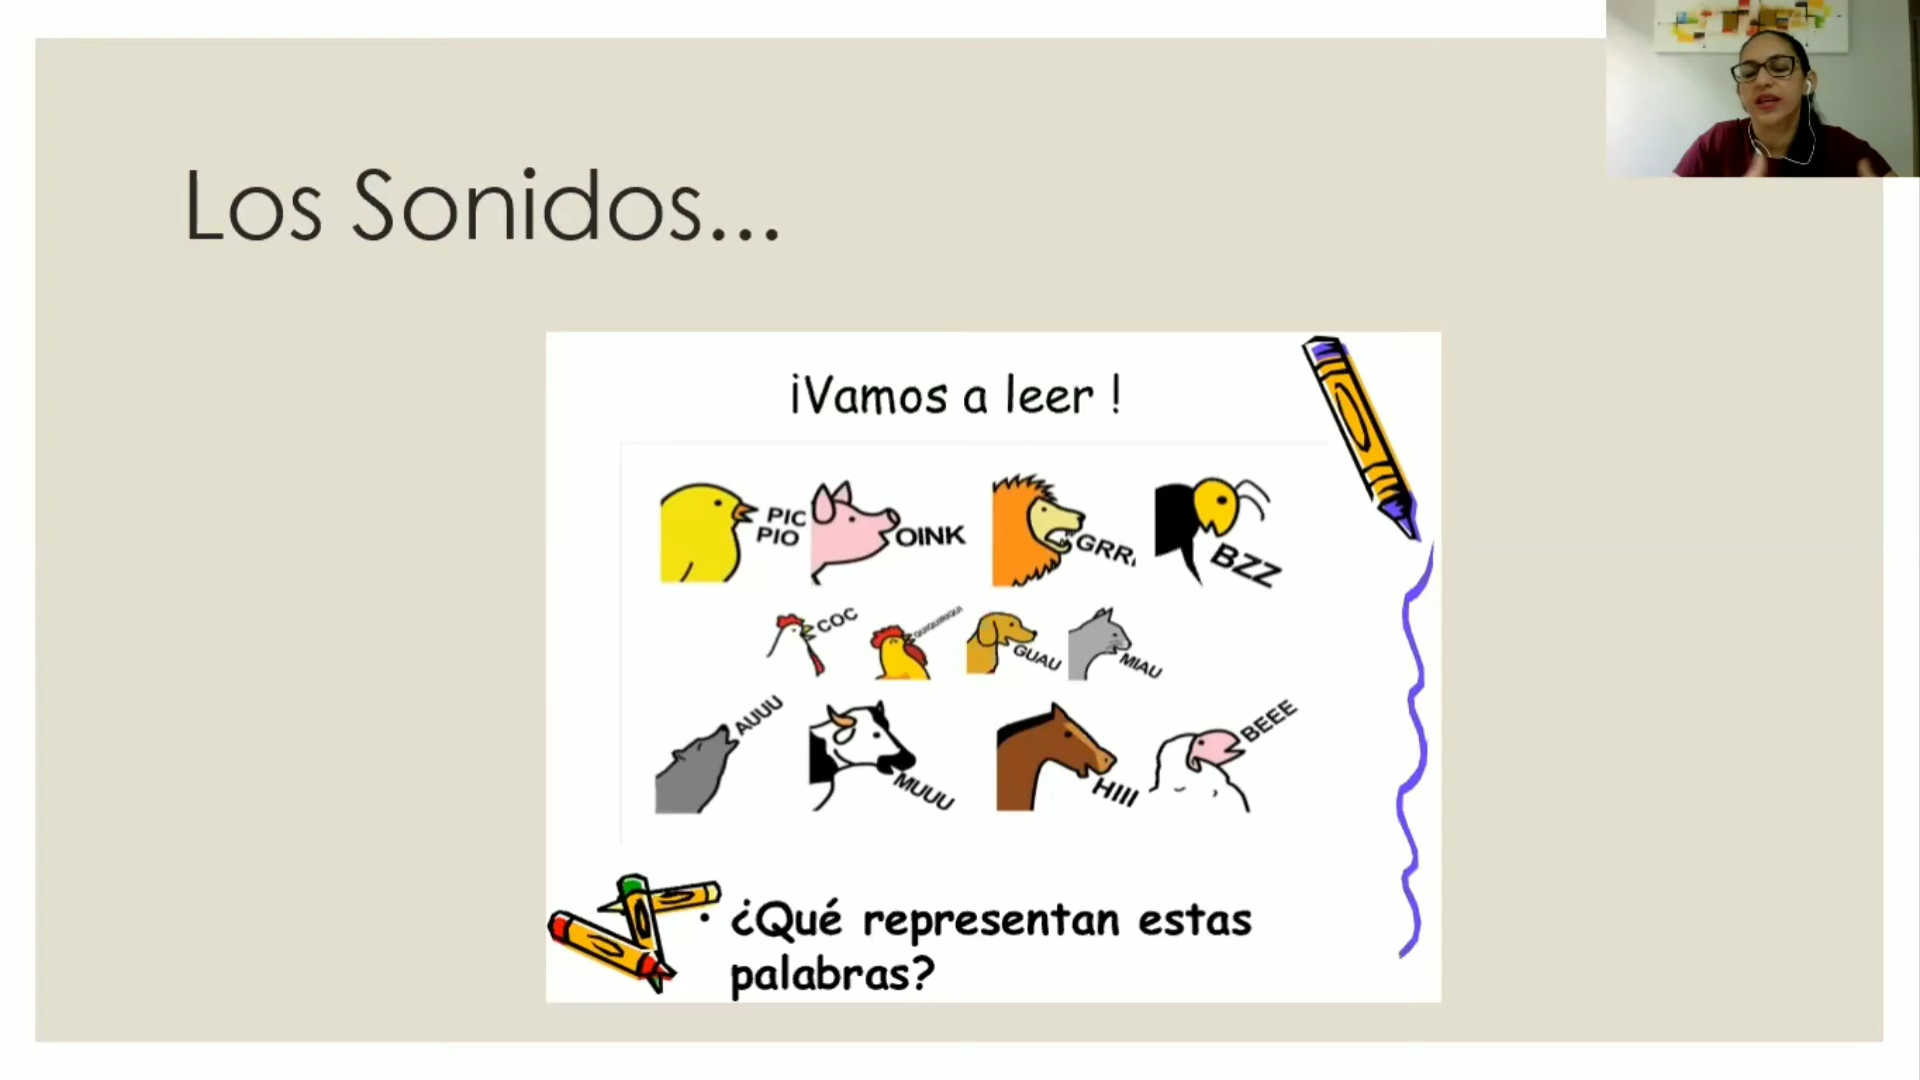 Los Sonidos...
¡Vamos a leer !
PIC
PIO
OINK
GRR
BZZ
COC
QUIQUIRIQUI
GUAU
MIAU
AUUU
MUUU
HIII
BEEE
• ¿Qué representan estas
palabras?